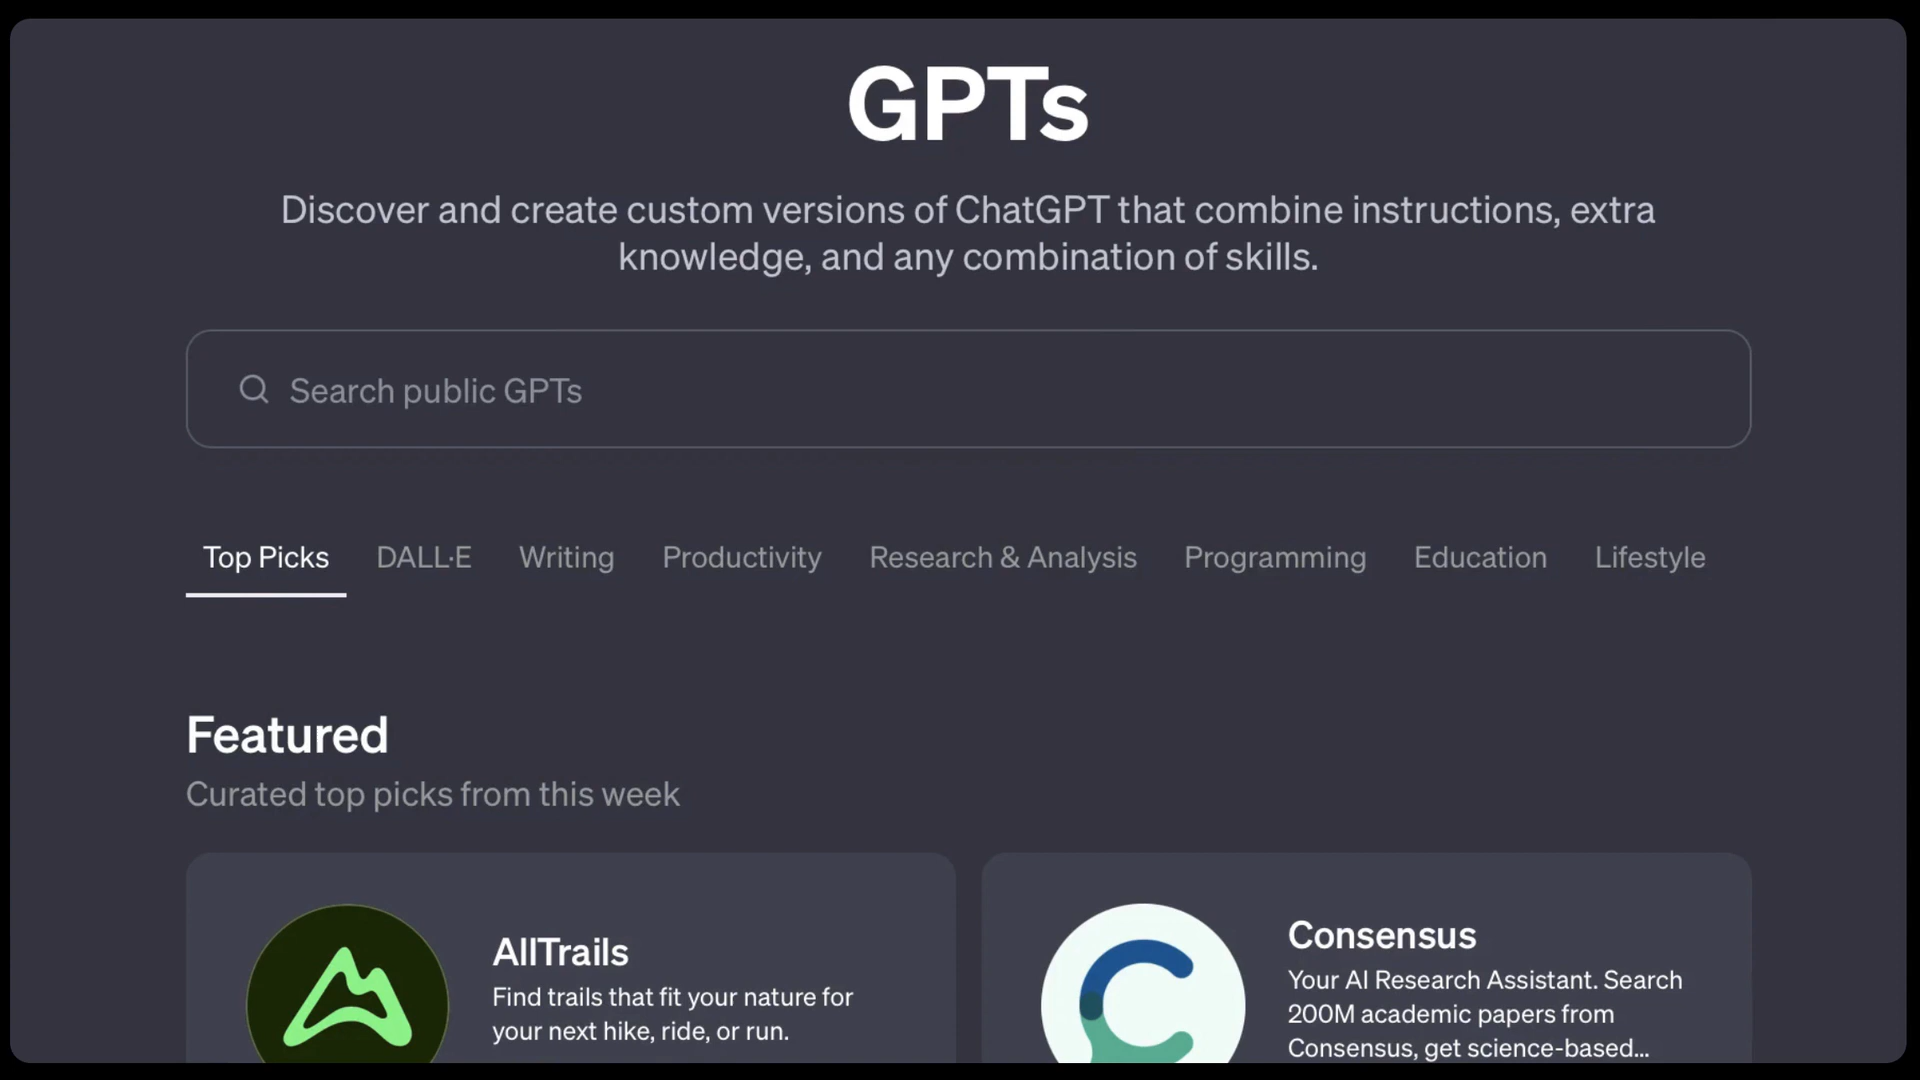 GPTs
Discover and create custom versions of ChatGPT that combine instructions, extra
knowledge, and any combination of skills.
Search public GPTs
Top Picks DALL·E Writing Productivity Research & Analysis Programming Education Lifestyle
Featured
Curated top picks from this week
AllTrails
Find trails that fit your nature for
your next hike, ride, or run.
Consensus
Your AI Research Assistant. Search
200M academic papers from
Consensus, get science-based...